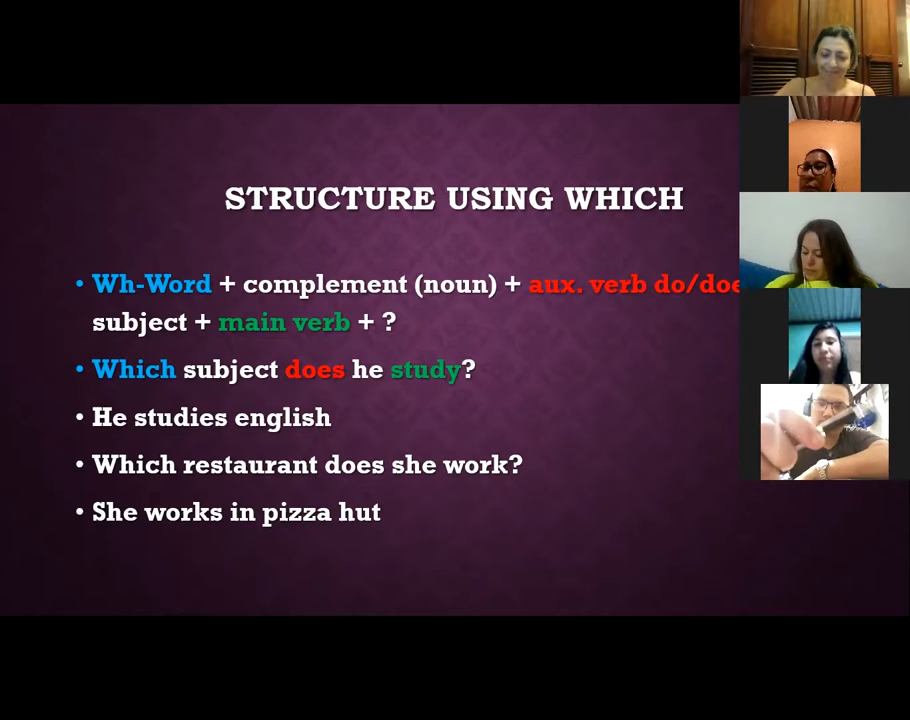 STRUCTURE USING WHICH
• Wh-Word + complement (noun) + aux. verb do/doe
subject + main verb + ?
• Which subject does he study?
• He studies english
• Which restaurant does she work?
• She works in pizza hut